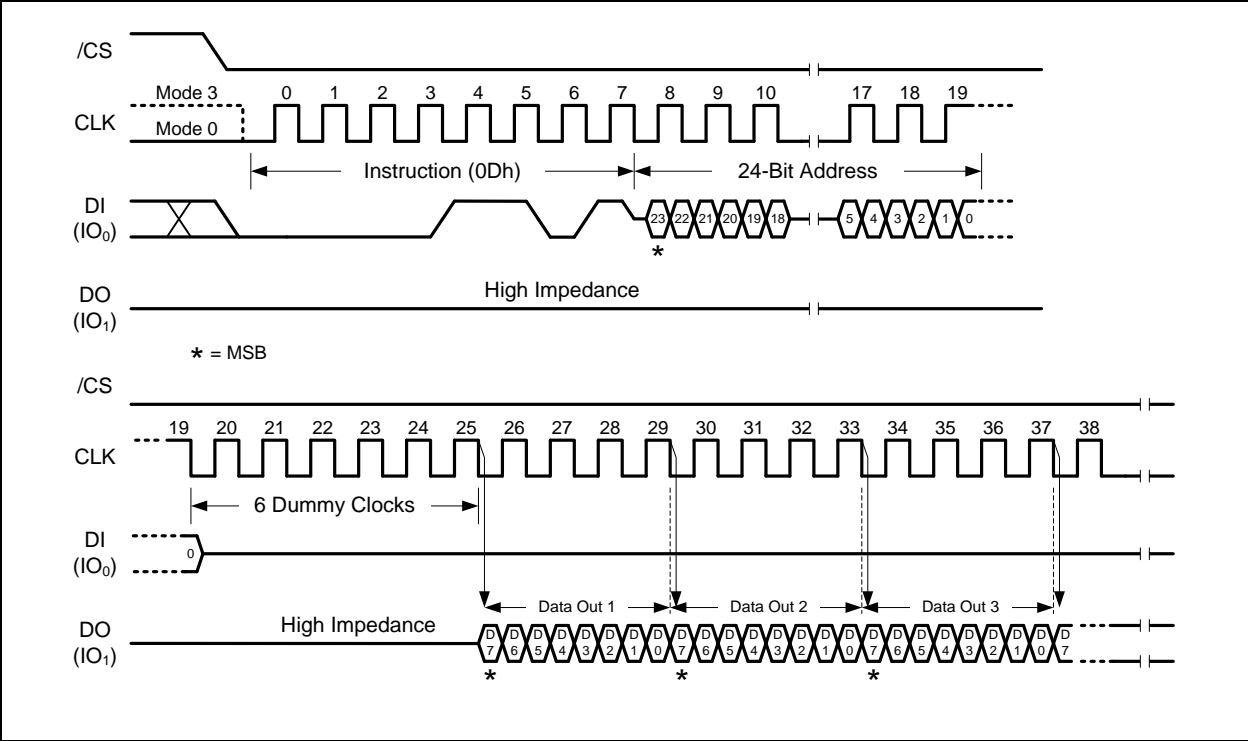 /CS
Mode 3 0 1 2 3 4 5 6 7 8 9 10 17 18 19
CLK
Mode 0
Instruction (0Dh) 24-Bit Address
DI
(IO₀)
23 22 21 20 19 18 5 4 3 2 1 0
*
High Impedance
DO
(IO₁)
* = MSB
/CS
19 20 21 22 23 24 25 26 27 28 29 30 31 32 33 34 35 36 37 38
CLK
6 Dummy Clocks
DI
(IO₀)
0
Data Out 1 Data Out 2 Data Out 3
DO
(IO₁)
High Impedance
D7 D6 D5 D4 D3 D2 D1 D0 D7 D6 D5 D4 D3 D2 D1 D0 D7 D6 D5 D4 D3 D2 D1 D0 D7
* * *